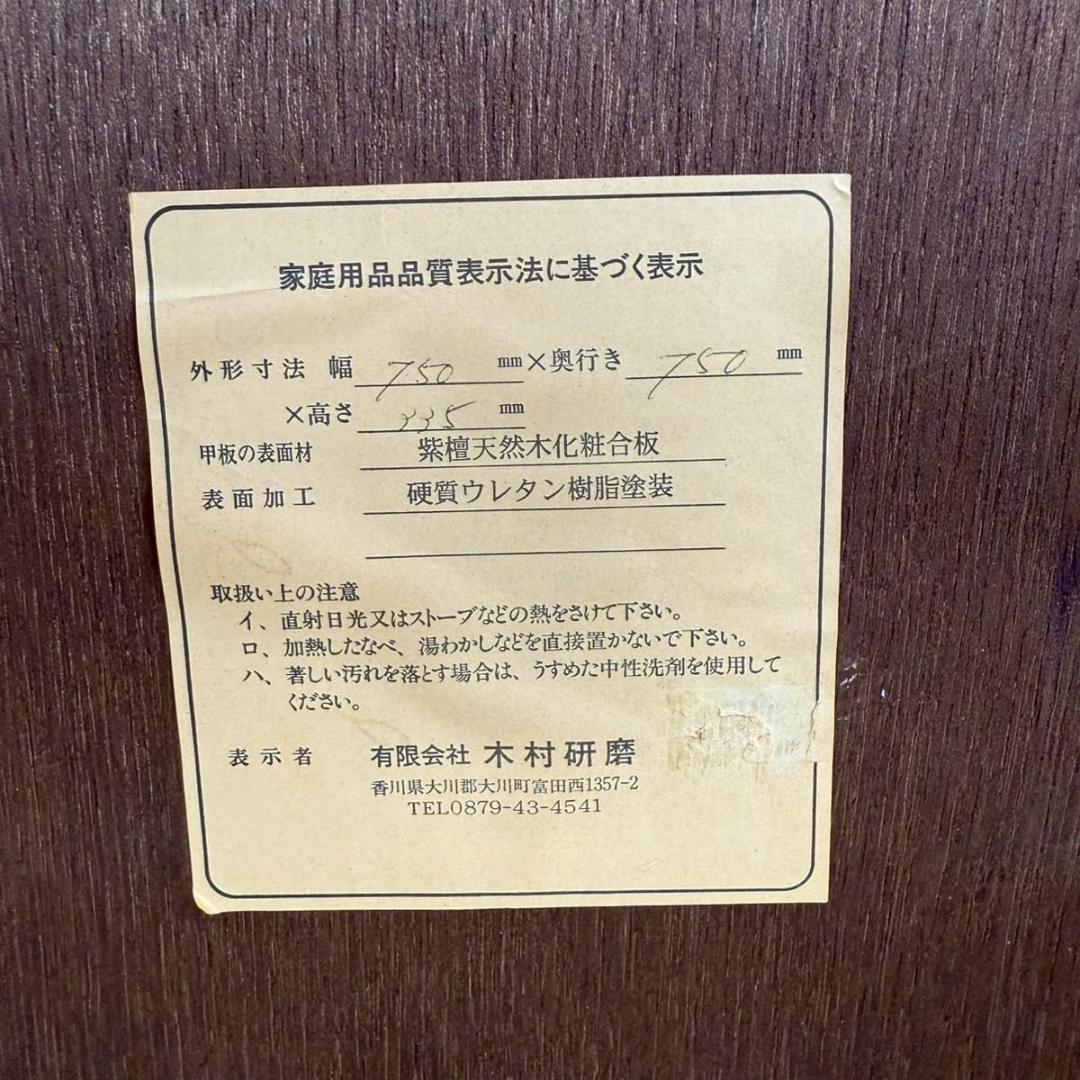 家庭用品品質表示法に基づく表示
外形寸法 幅 750 mm×奥行き 750 mm
×高さ 335 mm
甲板の表面材 紫檀天然木化粧合板
表面加工 硬質ウレタン樹脂塗装
取扱い上の注意
イ、直射日光又はストーブなどの熱をさけて下さい。
ロ、加熱したなべ、湯わかしなどを直接置かないで下さい。
ハ、著しい汚れを落とす場合は、うすめた中性洗剤を使用して
ください。
表示者 有限会社 木村研磨
香川県大川郡大川町富田西1357-2
TEL0879-43-4541